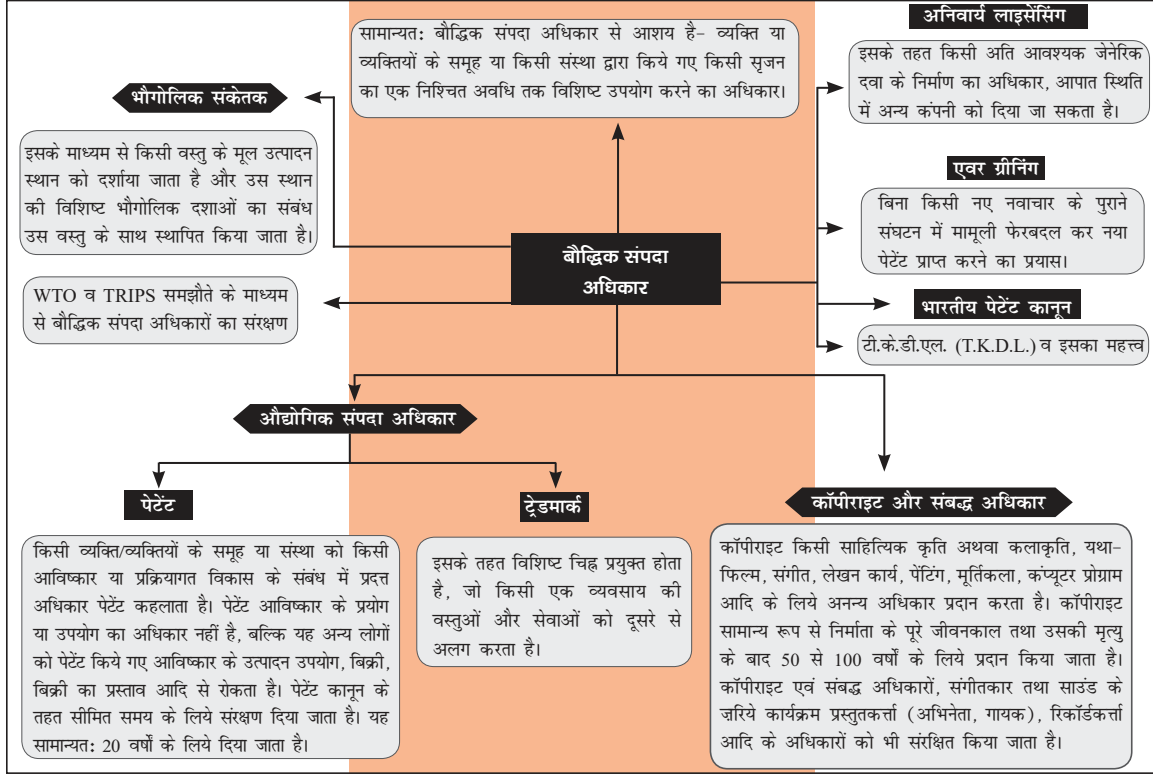 सामान्यत: बौद्धिक संपदा अधिकार से आशय है- व्यक्ति या
व्यक्तियों के समूह या किसी संस्था द्वारा किये गए किसी सृजन
का एक निश्चित अवधि तक विशिष्ट उपयोग करने का अधिकार।
भौगोलिक संकेतक
इसके माध्यम से किसी वस्तु के मूल उत्पादन
स्थान को दर्शाया जाता है और उस स्थान
की विशिष्ट भौगोलिक दशाओं का संबंध
उस वस्तु के साथ स्थापित किया जाता है।
WTO व TRIPS समझौते के माध्यम
से बौद्धिक संपदा अधिकारों का संरक्षण
बौद्धिक संपदा
अधिकार
अनिवार्य लाइसेंसिंग
इसके तहत किसी अति आवश्यक जेनेरिक
दवा के निर्माण का अधिकार, आपात स्थिति
में अन्य कंपनी को दिया जा सकता है।
एवर ग्रीनिंग
बिना किसी नए नवाचार के पुराने
संघटन में मामूली फेरबदल कर नया
पेटेंट प्राप्त करने का प्रयास।
भारतीय पेटेंट कानून
टी.के.डी.एल. (T.K.D.L.) व इसका महत्त्व
औद्योगिक संपदा अधिकार
पेटेंट
किसी व्यक्ति/व्यक्तियों के समूह या संस्था को किसी
आविष्कार या प्रक्रियागत विकास के संबंध में प्रदत्त
अधिकार पेटेंट कहलाता है। पेटेंट आविष्कार के प्रयोग
या उपयोग का अधिकार नहीं है, बल्कि यह अन्य लोगों
को पेटेंट किये गए आविष्कार के उत्पादन उपयोग, बिक्री,
बिक्री का प्रस्ताव आदि से रोकता है। पेटेंट कानून के
तहत सीमित समय के लिये संरक्षण दिया जाता है। यह
सामान्यत: 20 वर्षों के लिये दिया जाता है।
ट्रेडमार्क
इसके तहत विशिष्ट चिह्न प्रयुक्त होता
है, जो किसी एक व्यवसाय की
वस्तुओं और सेवाओं को दूसरे से
अलग करता है।
कॉपीराइट और संबद्ध अधिकार
कॉपीराइट किसी साहित्यिक कृति अथवा कलाकृति, यथा-
फिल्म, संगीत, लेखन कार्य, पेंटिंग, मूर्तिकला, कंप्यूटर प्रोग्राम
आदि के लिये अनन्य अधिकार प्रदान करता है। कॉपीराइट
सामान्य रूप से निर्माता के पूरे जीवनकाल तथा उसकी मृत्यु
के बाद 50 से 100 वर्षों के लिये प्रदान किया जाता है।
कॉपीराइट एवं संबद्ध अधिकारों, संगीतकार तथा साउंड के
ज़रिये कार्यक्रम प्रस्तुतकर्त्ता (अभिनेता, गायक), रिकॉर्डकर्त्ता
आदि के अधिकारों को भी संरक्षित किया जाता है।